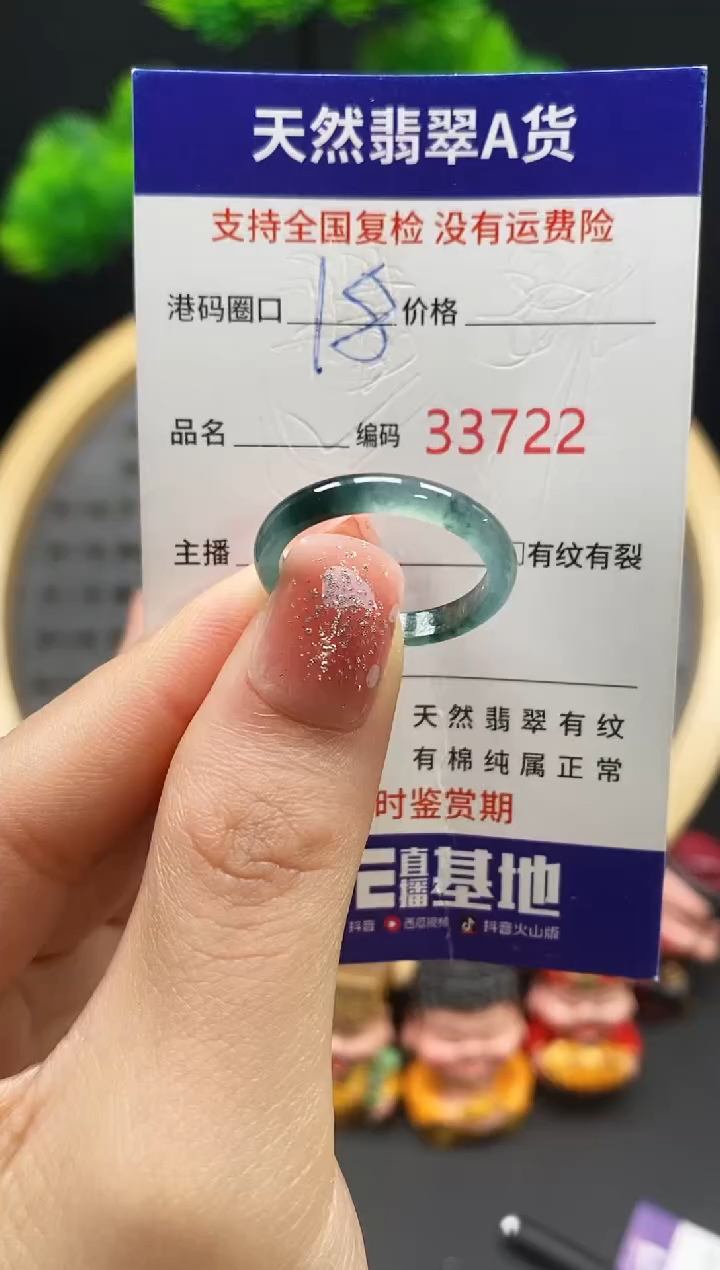 天然翡翠A货
支持全国复检 没有运费险
港码圈口 18 价格
品名 编码 33722
主播 有纹有裂
天然翡翠有纹
有棉纯属正常
时鉴赏期
直播基地
抖音 西瓜视频 抖音火山版